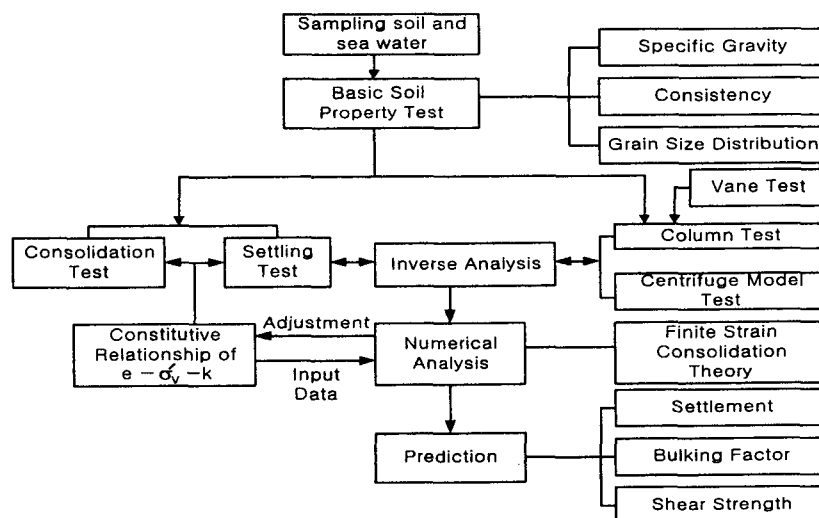 Sampling soil and
sea water
Specific Gravity
Basic Soil
Property Test
Consistency
Grain Size Distribution
Vane Test
Column Test
Consolidation
Test
Settling
Test
Inverse Analysis
Centrifuge Model
Test
Adjustment
Constitutive
Relationship of
e – σ′v – k
Input
Data
Numerical
Analysis
Finite Strain
Consolidation
Theory
Settlement
Prediction
Bulking Factor
Shear Strength